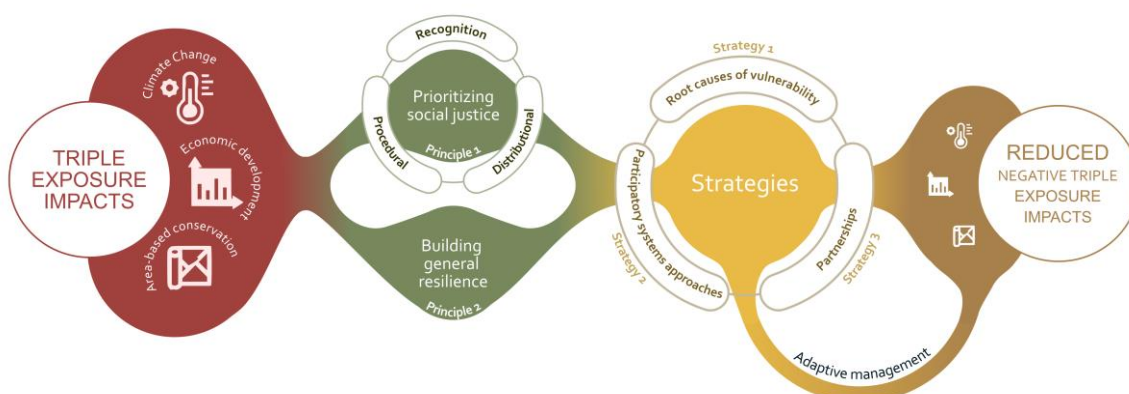 TRIPLE
EXPOSURE
IMPACTS
Climate Change
Economic development
Area-based conservation
Recognition
Procedural
Distributional
Prioritizing
social justice
Principle 1
Building
general
resilience
Principle 2
Strategy 1
Root causes of vulnerability
Participatory systems approaches
Strategy 2
Strategies
Partnerships
Strategy 3
Adaptive management
REDUCED
NEGATIVE TRIPLE
EXPOSURE
IMPACTS